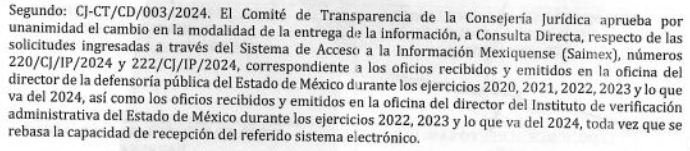 Segundo: CJ-CT/CD/003/2024. El Comité de Transparencia de la Consejería Jurídica aprueba por
unanimidad el cambio en la modalidad de la entrega de la información, a Consulta Directa, respecto de las
solicitudes ingresadas a través del Sistema de Acceso a la Información Mexiquense (Saimex), números
220/CJ/IP/2024 y 222/CJ/IP/2024, correspondiente a los oficios recibidos y emitidos en la oficina del
director de la defensoría pública del Estado de México durante los ejercicios 2020, 2021, 2022, 2023 y lo que
va del 2024, así como los oficios recibidos y emitidos en la oficina del director del Instituto de verificación
administrativa del Estado de México durante los ejercicios 2022, 2023 y lo que va del 2024, toda vez que se
rebasa la capacidad de recepción del referido sistema electrónico.